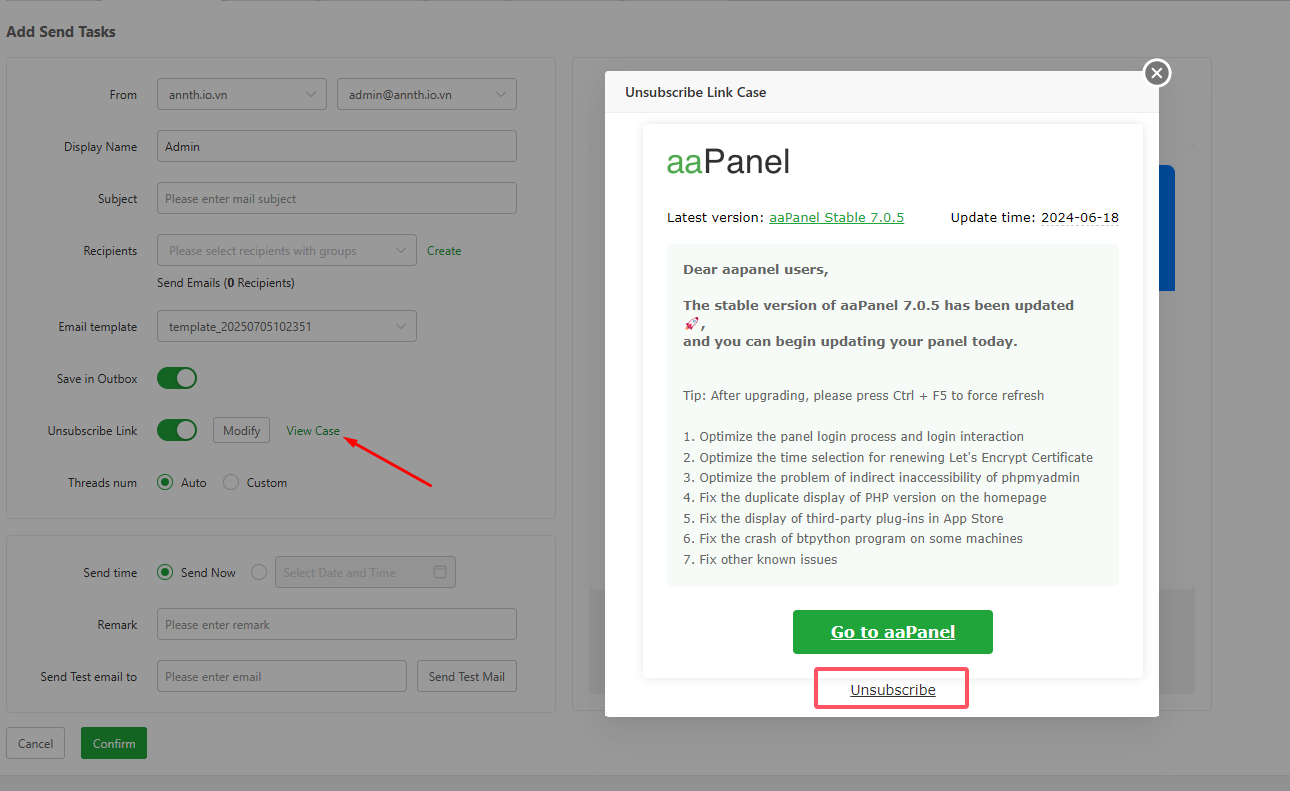 Add Send Tasks
From
annth.io.vn
admin@annth.io.vn
Display Name
Admin
Subject
Please enter mail subject
Recipients
Please select recipients with groups
Create
Send Emails (0 Recipients)
Email template
template_20250705102351
Save in Outbox
Unsubscribe Link
Modify
View Case
Threads num
Auto
Custom
Send time
Send Now
Select Date and Time
Remark
Please enter remark
Send Test email to
Please enter email
Send Test Mail
Cancel
Confirm
Unsubscribe Link Case
aaPanel
Latest version: aaPanel Stable 7.0.5
Update time: 2024-06-18
Dear aapanel users,
The stable version of aaPanel 7.0.5 has been updated
🚀,
and you can begin updating your panel today.
Tip: After upgrading, please press Ctrl + F5 to force refresh
1. Optimize the panel login process and login interaction
2. Optimize the time selection for renewing Let's Encrypt Certificate
3. Optimize the problem of indirect inaccessibility of phpmyadmin
4. Fix the duplicate display of PHP version on the homepage
5. Fix the display of third-party plug-ins in App Store
6. Fix the crash of btpython program on some machines
7. Fix other known issues
Go to aaPanel
Unsubscribe